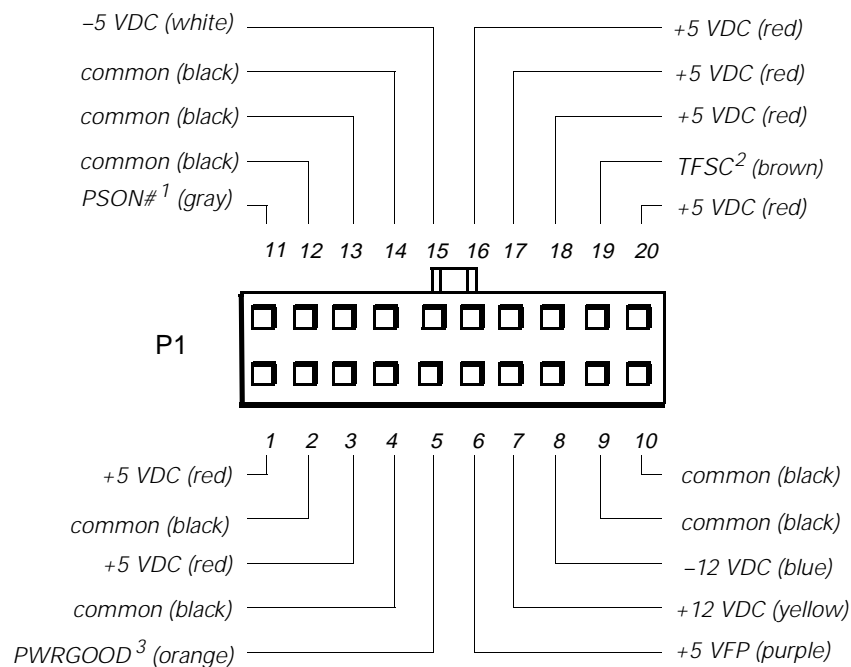 –5 VDC (white)
+5 VDC (red)
common (black)
+5 VDC (red)
common (black)
+5 VDC (red)
common (black)
TFSC2 (brown)
PSON#1 (gray)
+5 VDC (red)
11 12 13 14 15 16 17 18 19 20
P1
1 2 3 4 5 6 7 8 9 10
+5 VDC (red)
common (black)
common (black)
common (black)
+5 VDC (red)
–12 VDC (blue)
common (black)
+12 VDC (yellow)
PWRGOOD3 (orange)
+5 VFP (purple)